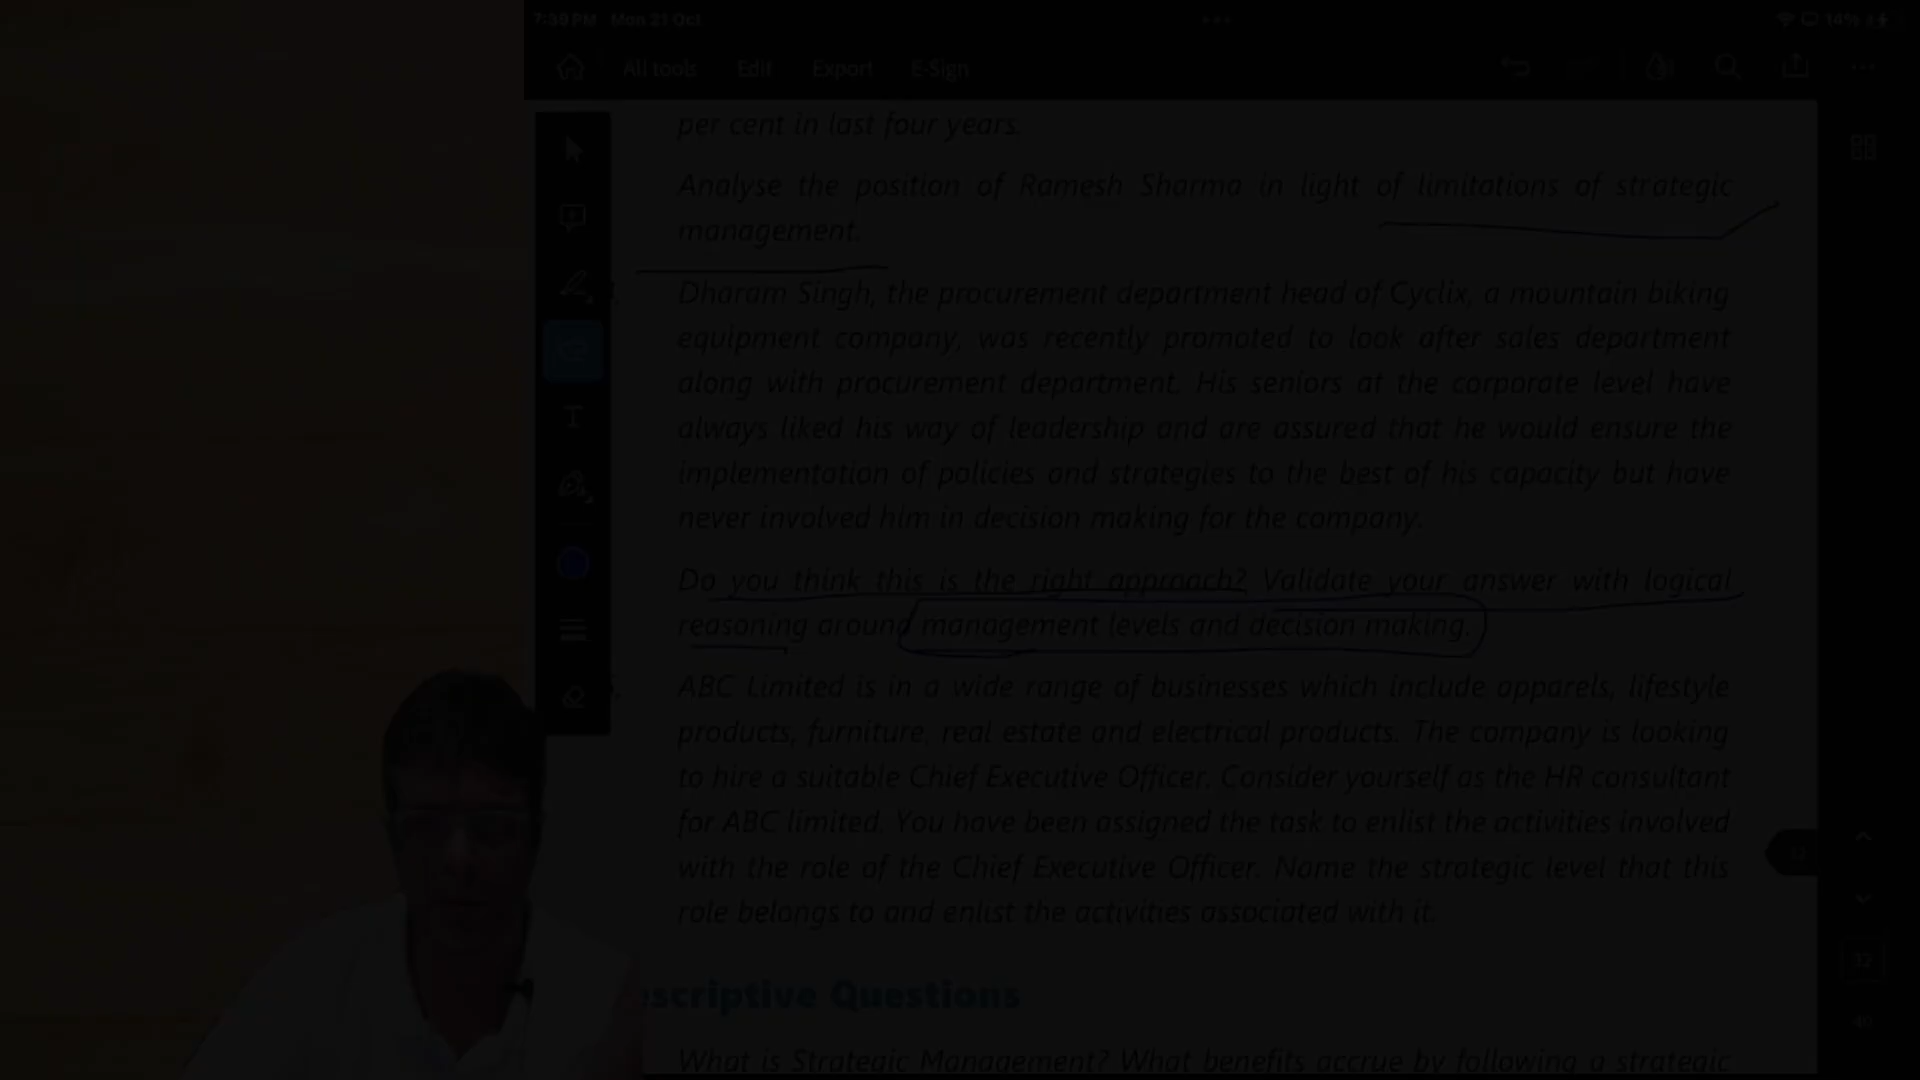 7:39 PM Mon 21 Oct
14%
All tools Edit Export E-Sign
per cent in last four years.
Analyse the position of Ramesh Sharma in light of limitations of strategic
management.
Dharam Singh, the procurement department head of Cyclix, a mountain biking
equipment company, was recently promoted to look after sales department
along with procurement department. His seniors at the corporate level have
always liked his way of leadership and are assured that he would ensure the
implementation of policies and strategies to the best of his capacity but have
never involved him in decision making for the company.
Do you think this is the right approach? Validate your answer with logical
reasoning around management levels and decision making.
ABC Limited is in a wide range of businesses which include apparels, lifestyle
products, furniture, real estate and electrical products. The company is looking
to hire a suitable Chief Executive Officer. Consider yourself as the HR consultant
for ABC limited. You have been assigned the task to enlist the activities involved
with the role of the Chief Executive Officer. Name the strategic level that this
role belongs to and enlist the activities associated with it.
scriptive Questions
What is Strategic Management? What benefits accrue by following a strategic